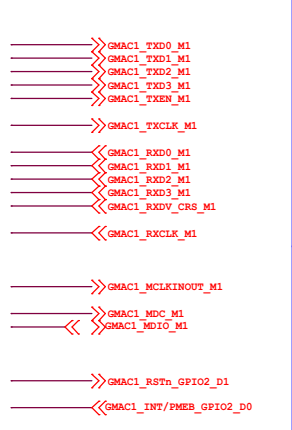 GMAC1_TXD0_M1
GMAC1_TXD1_M1
GMAC1_TXD2_M1
GMAC1_TXD3_M1
GMAC1_TXEN_M1
GMAC1_TXCLK_M1
GMAC1_RXD0_M1
GMAC1_RXD1_M1
GMAC1_RXD2_M1
GMAC1_RXD3_M1
GMAC1_RXDV_CRS_M1
GMAC1_RXCLK_M1
GMAC1_MCLKINOUT_M1
GMAC1_MDC_M1
GMAC1_MDIO_M1
GMAC1_RSTn_GPIO2_D1
GMAC1_INT/PMEB_GPIO2_D0